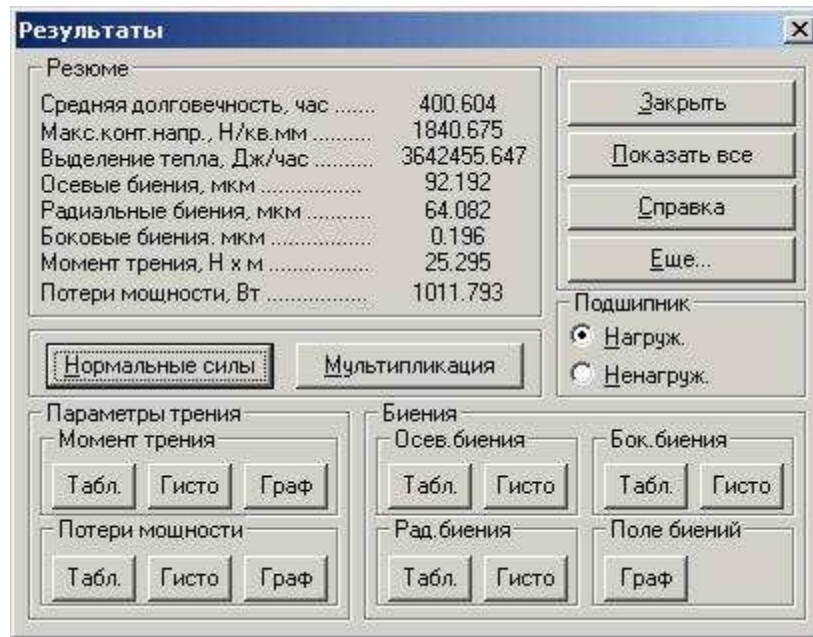 Результаты
Резюме
Средняя долговечность, час ....... 400.604
Макс.конт.напр., Н/кв.мм .......... 1840.675
Выделение тепла, Дж/час .......... 3642455.647
Осевые биения, мкм ................. 92.192
Радиальные биения, мкм ........... 64.082
Боковые биения. мкм ............... 0.196
Момент трения, Н х м ................. 25.295
Потери мощности, Вт ................. 1011.793
Закрыть
Показать все
Справка
Еще...
Подшипник
Нагруж.
Ненагруж.
Нормальные силы Мультипликация
Параметры трения
Момент трения
Табл. Гисто Граф
Потери мощности
Табл. Гисто Граф
Биения
Осев.биения
Табл. Гисто
Бок.биения
Табл. Гисто
Рад.биения
Табл. Гисто
Поле биений
Граф